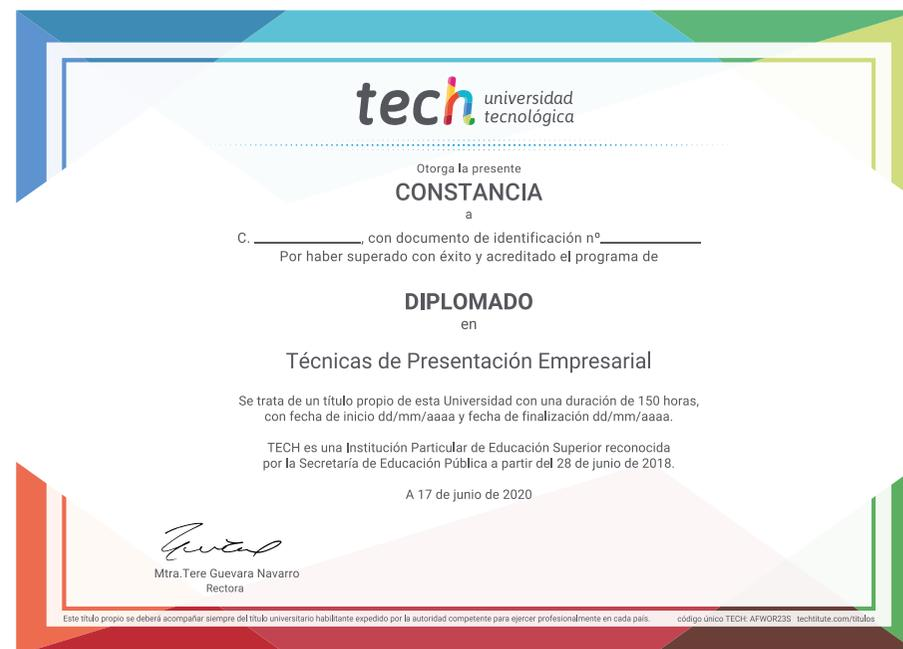 tech universidad
tecnológica
Otorga la presente
CONSTANCIA
a
C. ____________, con documento de identificación nº____________
Por haber superado con éxito y acreditado el programa de
DIPLOMADO
en
Técnicas de Presentación Empresarial
Se trata de un título propio de esta Universidad con una duración de 150 horas,
con fecha de inicio dd/mm/aaaa y fecha de finalización dd/mm/aaaa.
TECH es una Institución Particular de Educación Superior reconocida
por la Secretaría de Educación Pública a partir del 28 de junio de 2018.
A 17 de junio de 2020
Mtra.Tere Guevara Navarro
Rectora
Este título propio se deberá acompañar siempre del título universitario habilitante expedido por la autoridad competente para ejercer profesionalmente en cada país. código único TECH: AFWOR23S techtitute.com/titulos